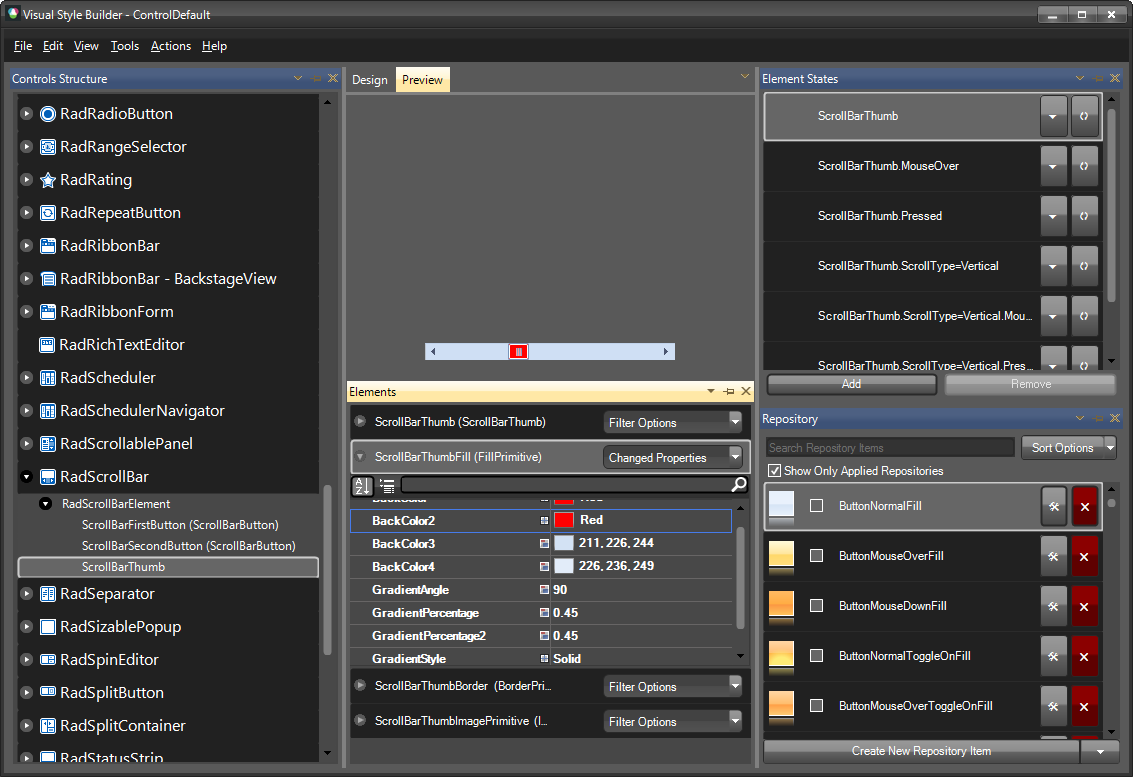 Visual Style Builder - ControlDefault
File Edit View Tools Actions Help
Controls Structure
RadRadioButton
RadRangeSelector
RadRating
RadRepeatButton
RadRibbonBar
RadRibbonBar - BackstageView
RadRibbonForm
RadRichTextEditor
RadScheduler
RadSchedulerNavigator
RadScrollablePanel
RadScrollBar
RadScrollBarElement
ScrollBarFirstButton (ScrollBarButton)
ScrollBarSecondButton (ScrollBarButton)
ScrollBarThumb
RadSeparator
RadSizablePopup
RadSpinEditor
RadSplitButton
RadSplitContainer
RadStatusStrip
Design Preview
Elements
ScrollBarThumb (ScrollBarThumb) Filter Options
ScrollBarThumbFill (FillPrimitive) Changed Properties
BackColor Red
BackColor2 Red
BackColor3 211, 226, 244
BackColor4 226, 236, 249
GradientAngle 90
GradientPercentage 0.45
GradientPercentage2 0.45
GradientStyle Solid
ScrollBarThumbBorder (BorderPri... Filter Options
ScrollBarThumbImagePrimitive (I... Filter Options
Element States
ScrollBarThumb
ScrollBarThumb.MouseOver
ScrollBarThumb.Pressed
ScrollBarThumb.ScrollType=Vertical
ScrollBarThumb.ScrollType=Vertical.Mou...
ScrollBarThumb.ScrollType=Vertical.Pres...
Add Remove
Repository
Search Repository Items Sort Options
Show Only Applied Repositories
ButtonNormalFill
ButtonMouseOverFill
ButtonMouseDownFill
ButtonNormalToggleOnFill
ButtonMouseOverToggleOnFill
Create New Repository Item